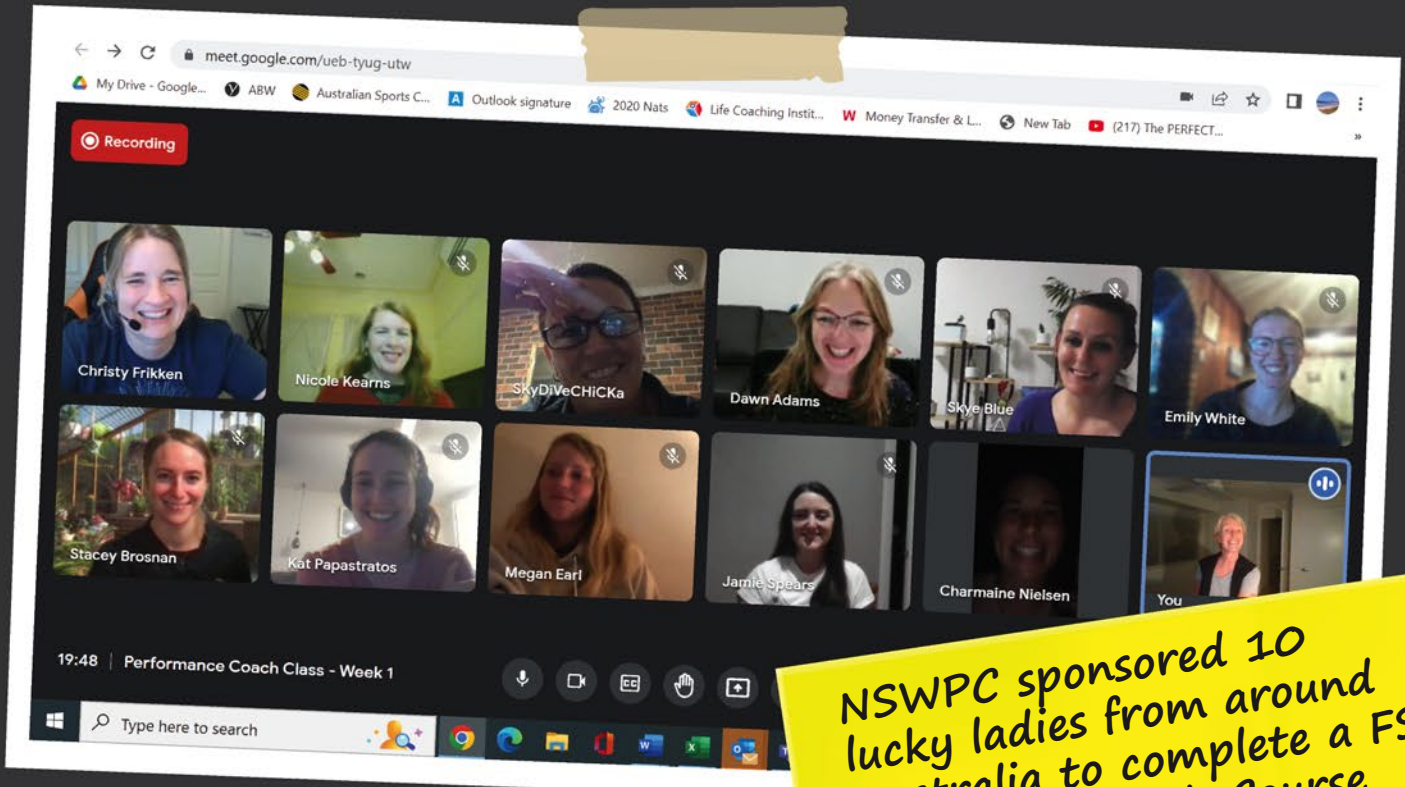 meet.google.com/ueb-tyug-utw
My Drive - Google... ABW Australian Sports C... Outlook signature 2020 Nats Life Coaching Instit... Money Transfer & L... New Tab (217) The PERFECT...
Recording
Christy Frikken
Nicole Kearns
SkyDiVeCHiCKa
Dawn Adams
Skye Blue
Emily White
Stacey Brosnan
Kat Papastratos
Megan Earl
Jamie Spears
Charmaine Nielsen
You
19:48 | Performance Coach Class - Week 1
Type here to search
NSWPC sponsored 10
lucky ladies from around
to complete a FS